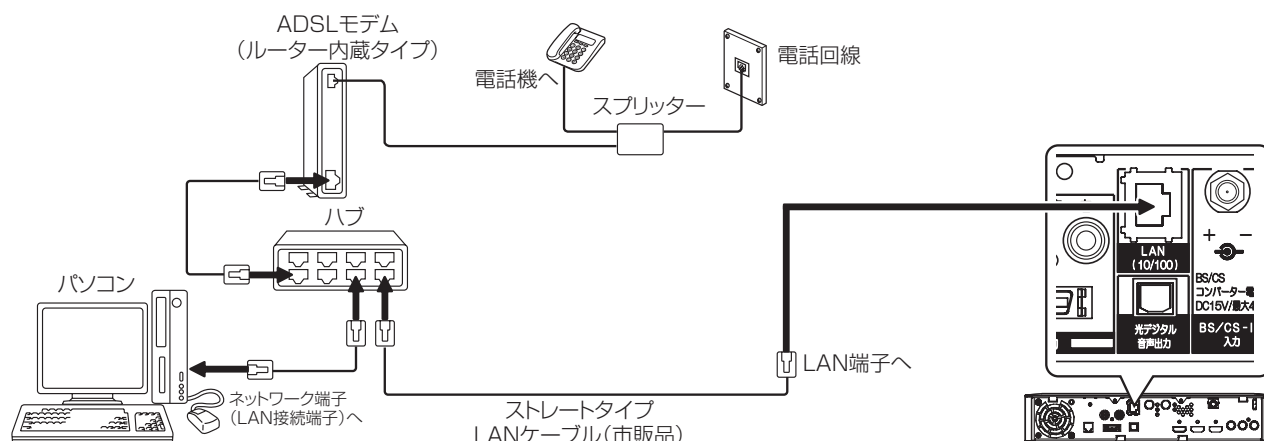 ADSLモデム
(ルーター内蔵タイプ)
電話機へ
電話回線
スプリッター
ハブ
パソコン
ネットワーク端子
(LAN接続端子)へ
ストレートタイプ
LANケーブル(市販品)
LAN端子へ
LAN
(10/100)
光デジタル
音声出力
+ -
BS/CS
コンバーター電
DC15V/最大4
BS/CS-I
入力